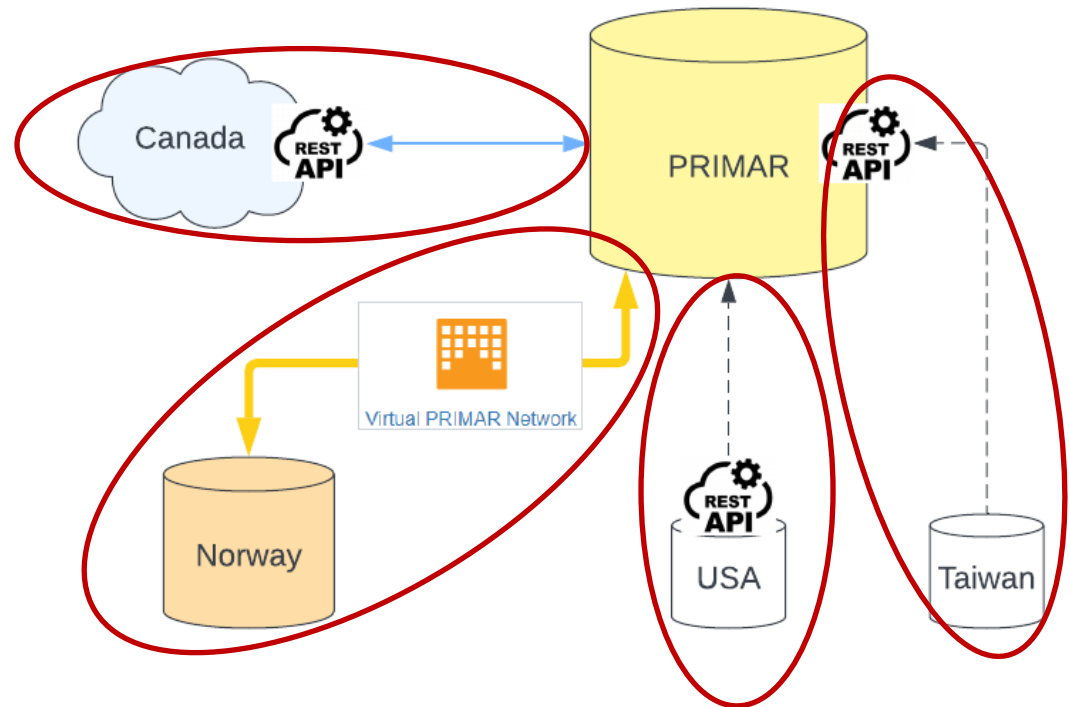 Canada
REST
API
PRIMAR
REST
API
Virtual PRIMAR Network
Norway
REST
API
USA
Taiwan